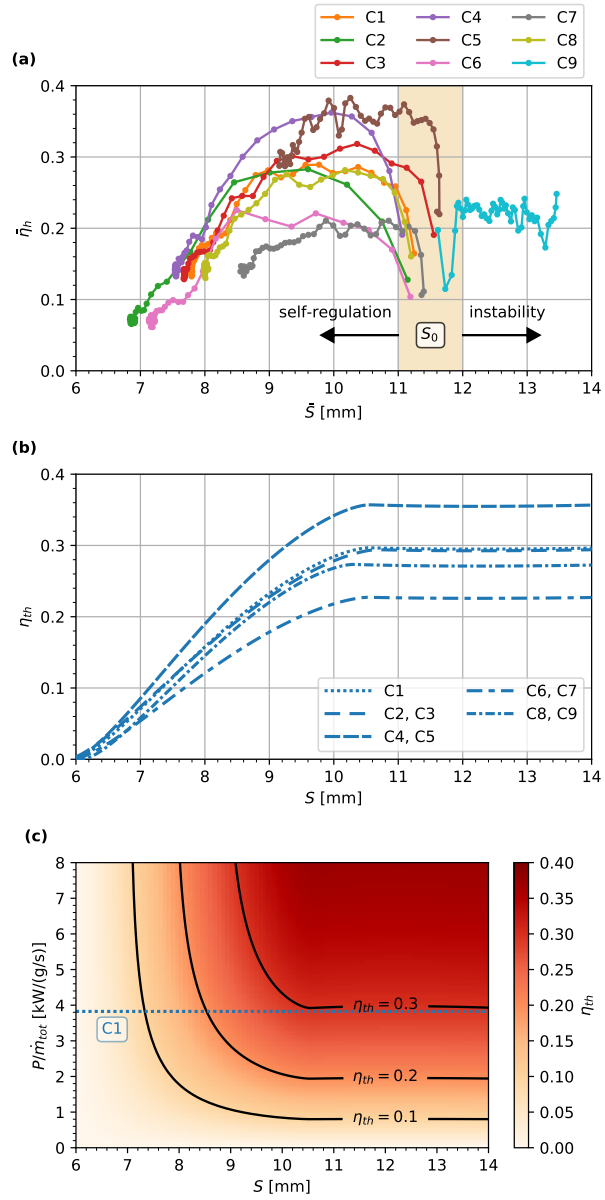 C1 C4 C7
C2 C5 C8
C3 C6 C9
(a)
0.4
0.3
0.2
0.1
0.0
η̄h
self-regulation
S0
instability
6 7 8 9 10 11 12 13 14
S̄ [mm]
(b)
0.4
0.3
0.2
0.1
0.0
ηth
C1
C2, C3
C4, C5
C6, C7
C8, C9
6 7 8 9 10 11 12 13 14
S [mm]
(c)
8
7
6
5
4
3
2
1
0
P/ṁtot [kW/(g/s)]
C1
ηth = 0.3
ηth = 0.2
ηth = 0.1
6 7 8 9 10 11 12 13 14
S [mm]
0.40
0.35
0.30
0.25
0.20
0.15
0.10
0.05
0.00
ηth